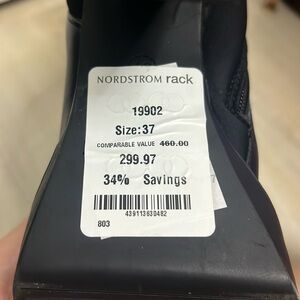 NORDSTROM rack
19902
Size:37
COMPARABLE VALUE 460.00
299.97
34% Savings
439113630482
803